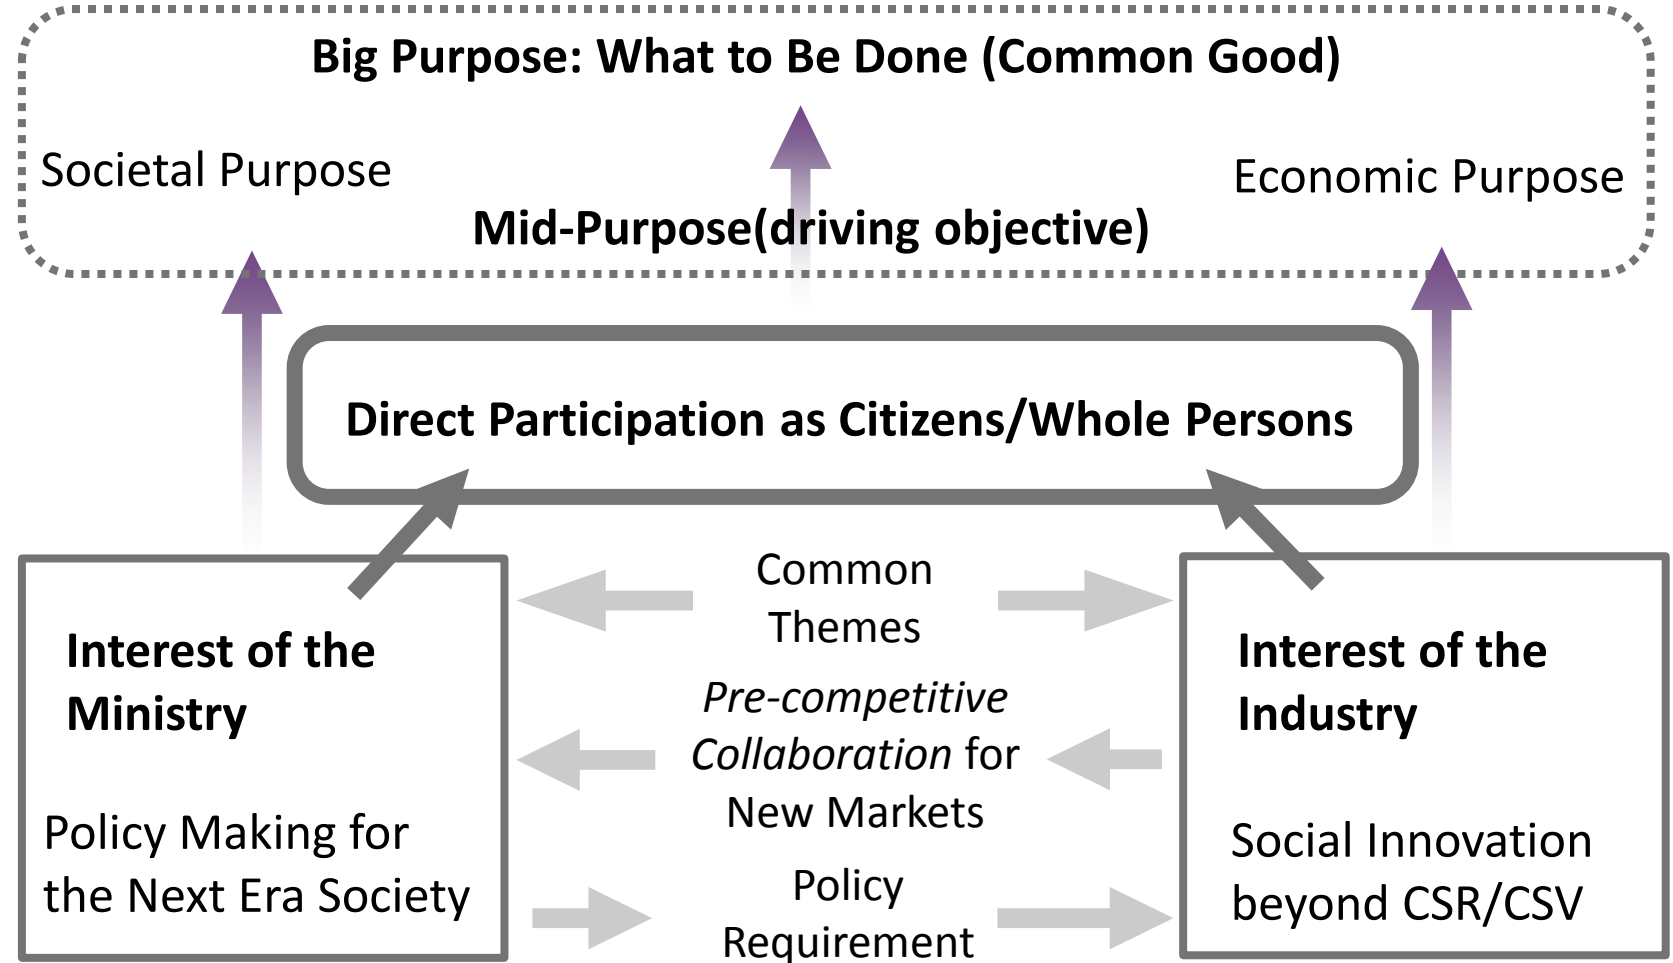 Big Purpose: What to Be Done (Common Good)
Societal Purpose
Economic Purpose
Mid-Purpose(driving objective)
Direct Participation as Citizens/Whole Persons
Interest of the
Ministry
Policy Making for
the Next Era Society
Common
Themes
Pre-competitive
Collaboration for
New Markets
Policy
Requirement
Interest of the
Industry
Social Innovation
beyond CSR/CSV